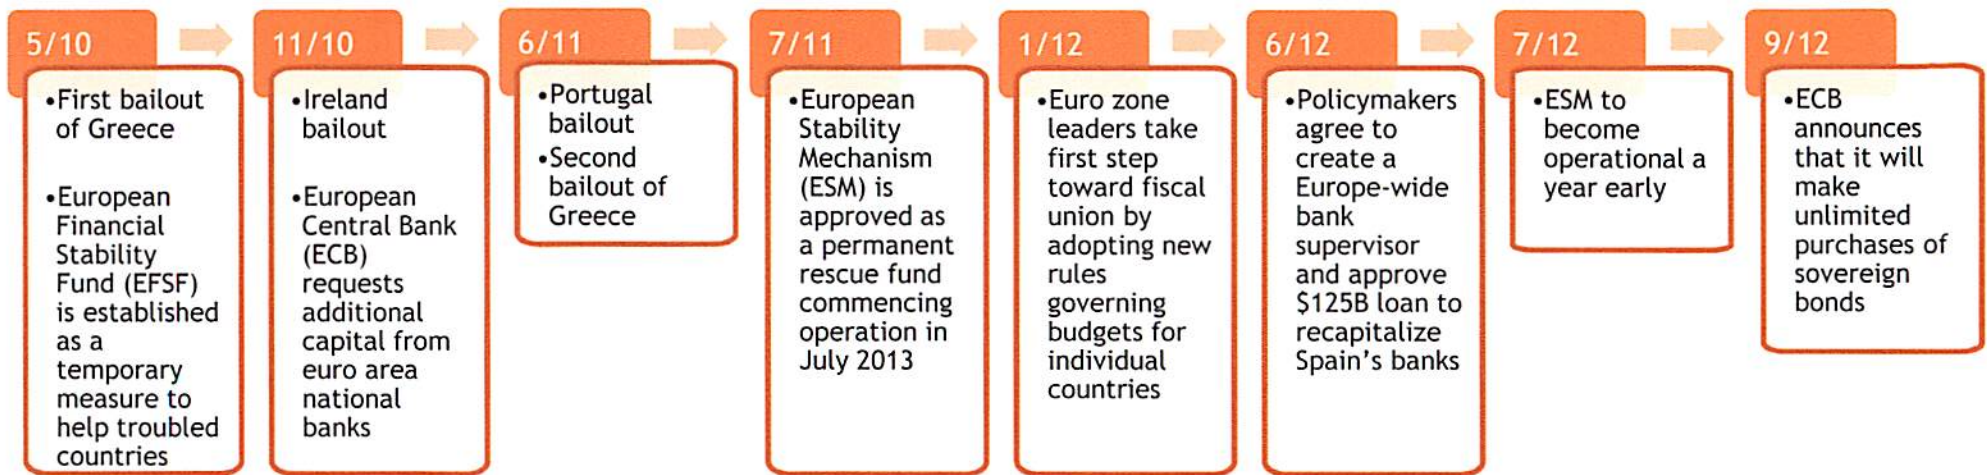 5/10
•First bailout
of Greece
•European
Financial
Stability
Fund (EFSF)
is established
as a
temporary
measure to
help troubled
countries
11/10
•Ireland
bailout
•European
Central Bank
(ECB)
requests
additional
capital from
euro area
national
banks
6/11
•Portugal
bailout
•Second
bailout of
Greece
7/11
•European
Stability
Mechanism
(ESM) is
approved as
a permanent
rescue fund
commencing
operation in
July 2013
1/12
•Euro zone
leaders take
first step
toward fiscal
union by
adopting new
rules
governing
budgets for
individual
countries
6/12
•Policymakers
agree to
create a
Europe-wide
bank
supervisor
and approve
$125B loan to
recapitalize
Spain's banks
7/12
•ESM to
become
operational a
year early
9/12
•ECB
announces
that it will
make
unlimited
purchases of
sovereign
bonds